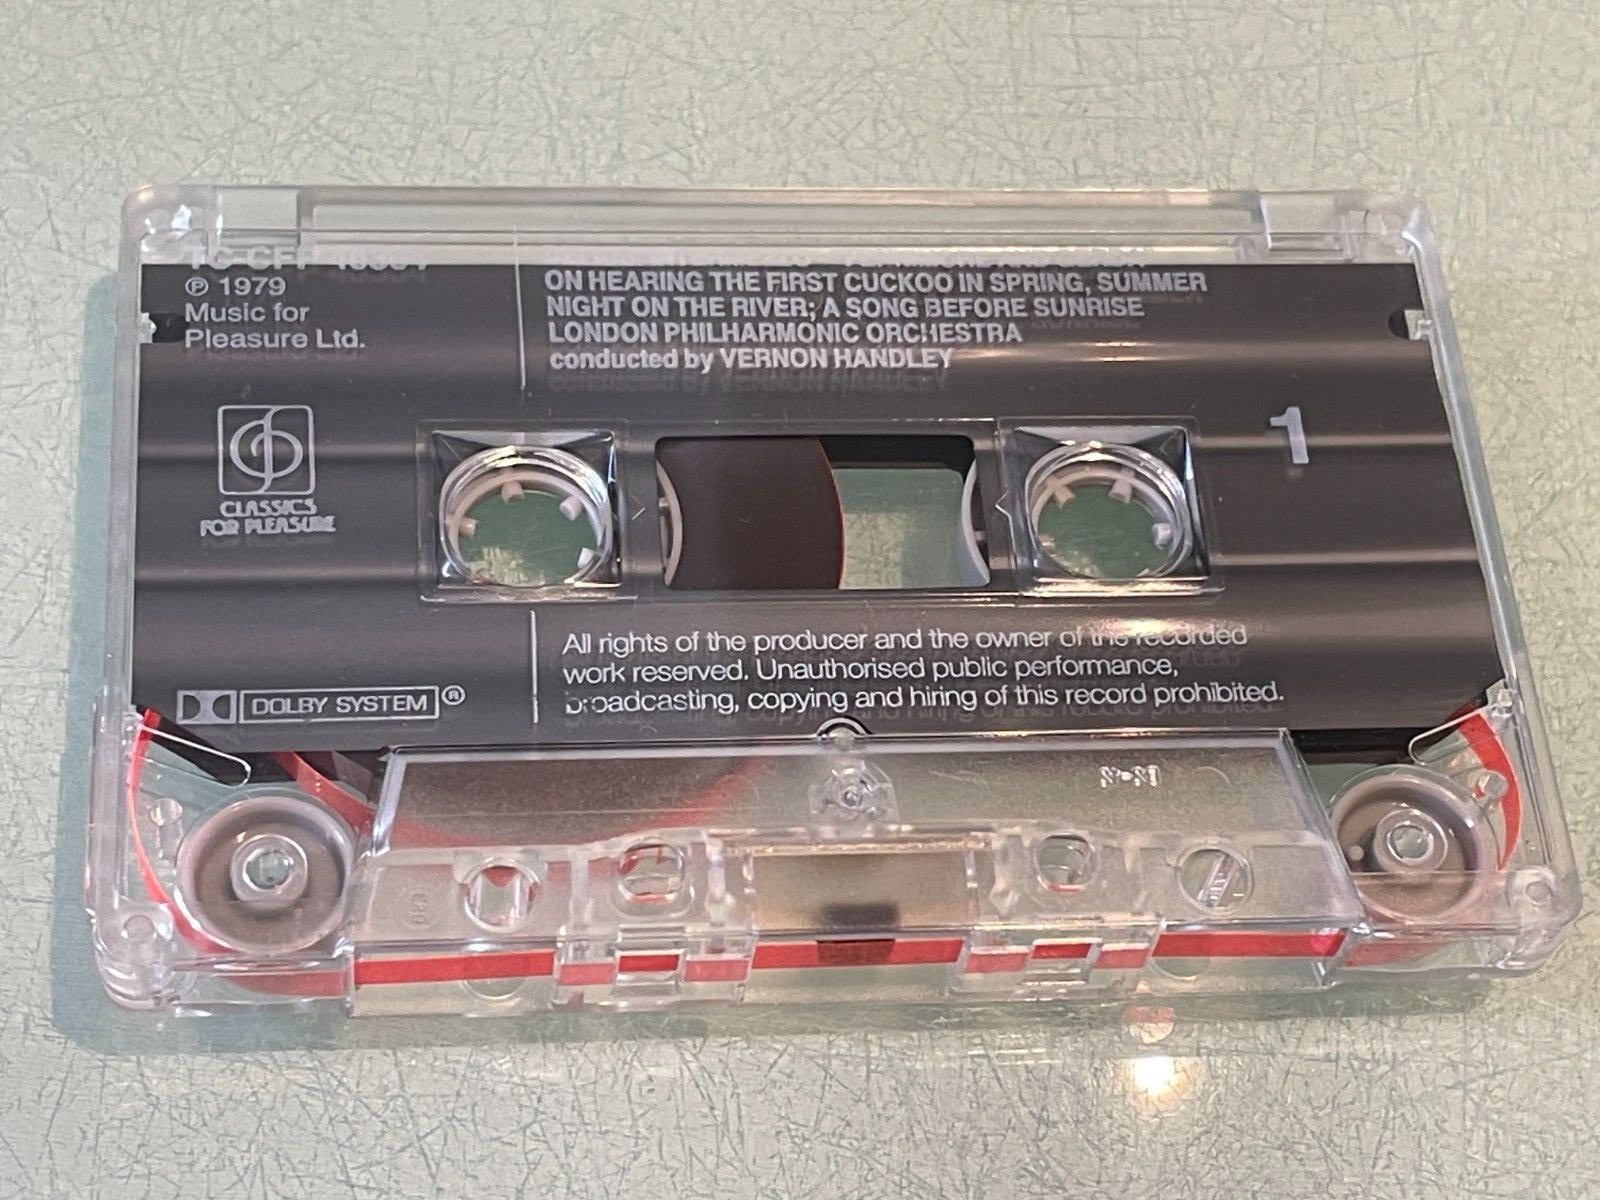 TC-CFP
℗ 1979
Music for
Pleasure Ltd.
ON HEARING THE FIRST CUCKOO IN SPRING, SUMMER
NIGHT ON THE RIVER; A SONG BEFORE SUNRISE
LONDON PHILHARMONIC ORCHESTRA
conducted by VERNON HANDLEY
1
CLASSICS
FOR PLEASURE
All rights of the producer and the owner of the recorded
work reserved. Unauthorised public performance,
broadcasting, copying and hiring of this record prohibited.
DOLBY SYSTEM®